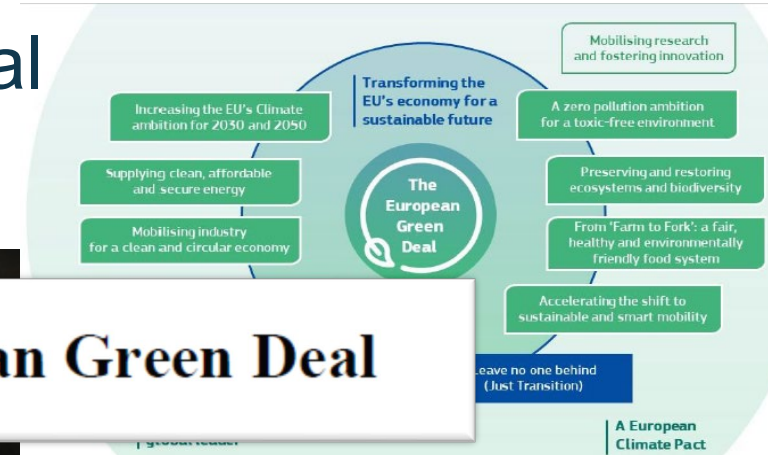 al
Mobilising research
and fostering innovation
Transforming the
EU's economy for a
sustainable future
Increasing the EU's Climate
ambition for 2030 and 2050
A zero pollution ambition
for a toxic-free environment
Supplying clean, affordable
and secure energy
Preserving and restoring
ecosystems and biodiversity
The
European
Green
Deal
Mobilising industry
for a clean and circular economy
From 'Farm to Fork': a fair,
healthy and environmentally
friendly food system
Accelerating the shift to
sustainable and smart mobility
an Green Deal
eave no one behind
(Just Transition)
global leader
A European
Climate Pact